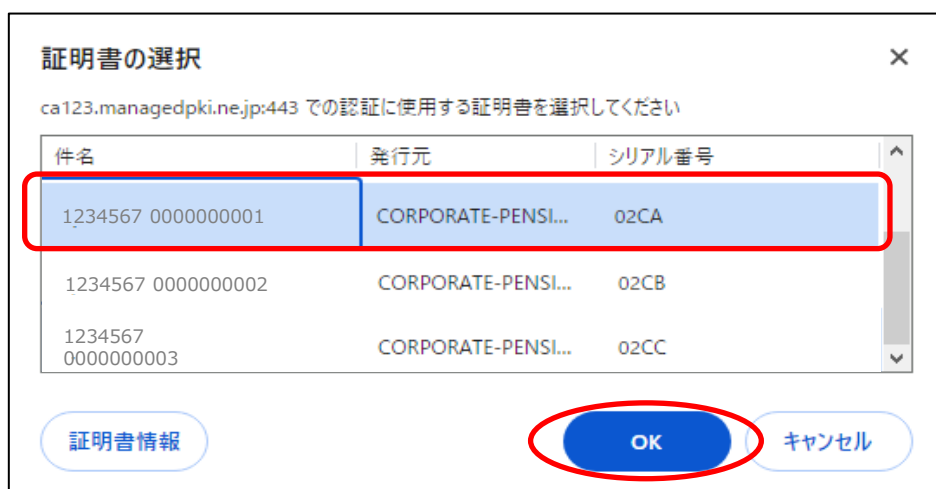 証明書の選択
ca123.managedpki.ne.jp:443 での認証に使用する証明書を選択してください
件名 発行元 シリアル番号
1234567 0000000001 CORPORATE-PENSI... 02CA
1234567 0000000002 CORPORATE-PENSI... 02CB
1234567
0000000003 CORPORATE-PENSI... 02CC
証明書情報 OK キャンセル